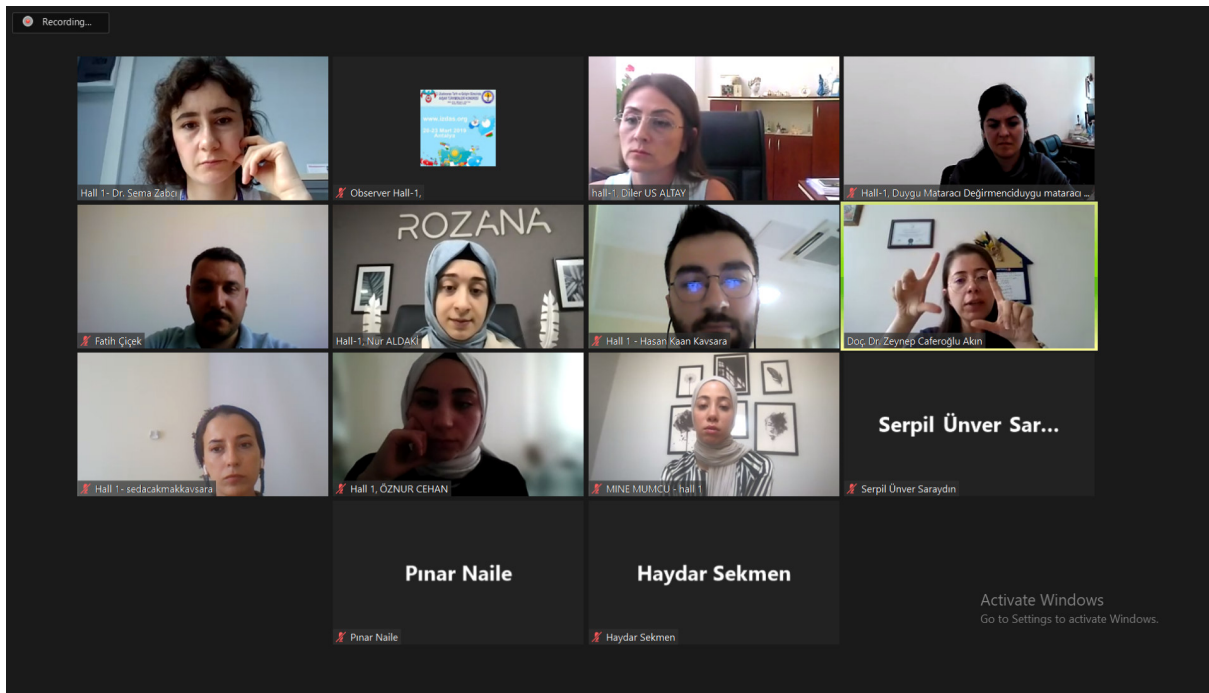 Recording...
www.iudas.org
Hall 1- Dr. Sema Zabcı
Observer Hall-1,
hall-1. Diler US ALTAY
Hall-1, Duygu Mataracı Değirmenciduygu mataracı ...
ROZANA
Fatih Çiçek
Hall-1, Nur ALDAKİ
Hall 1 - Hasan Kaan Kavsara
Doç. Dr. Zeynep Caferoğlu Akın
Serpil Ünver Sar...
Hall 1- sedacakmakkavsara
Hall 1, ÖZNUR CEHAN
MINE MUMCU - hall 1
Serpil Ünver Saraydın
Pınar Naile
Haydar Sekmen
Activate Windows
Go to Settings to activate Windows.
Pınar Naile
Haydar Sekmen